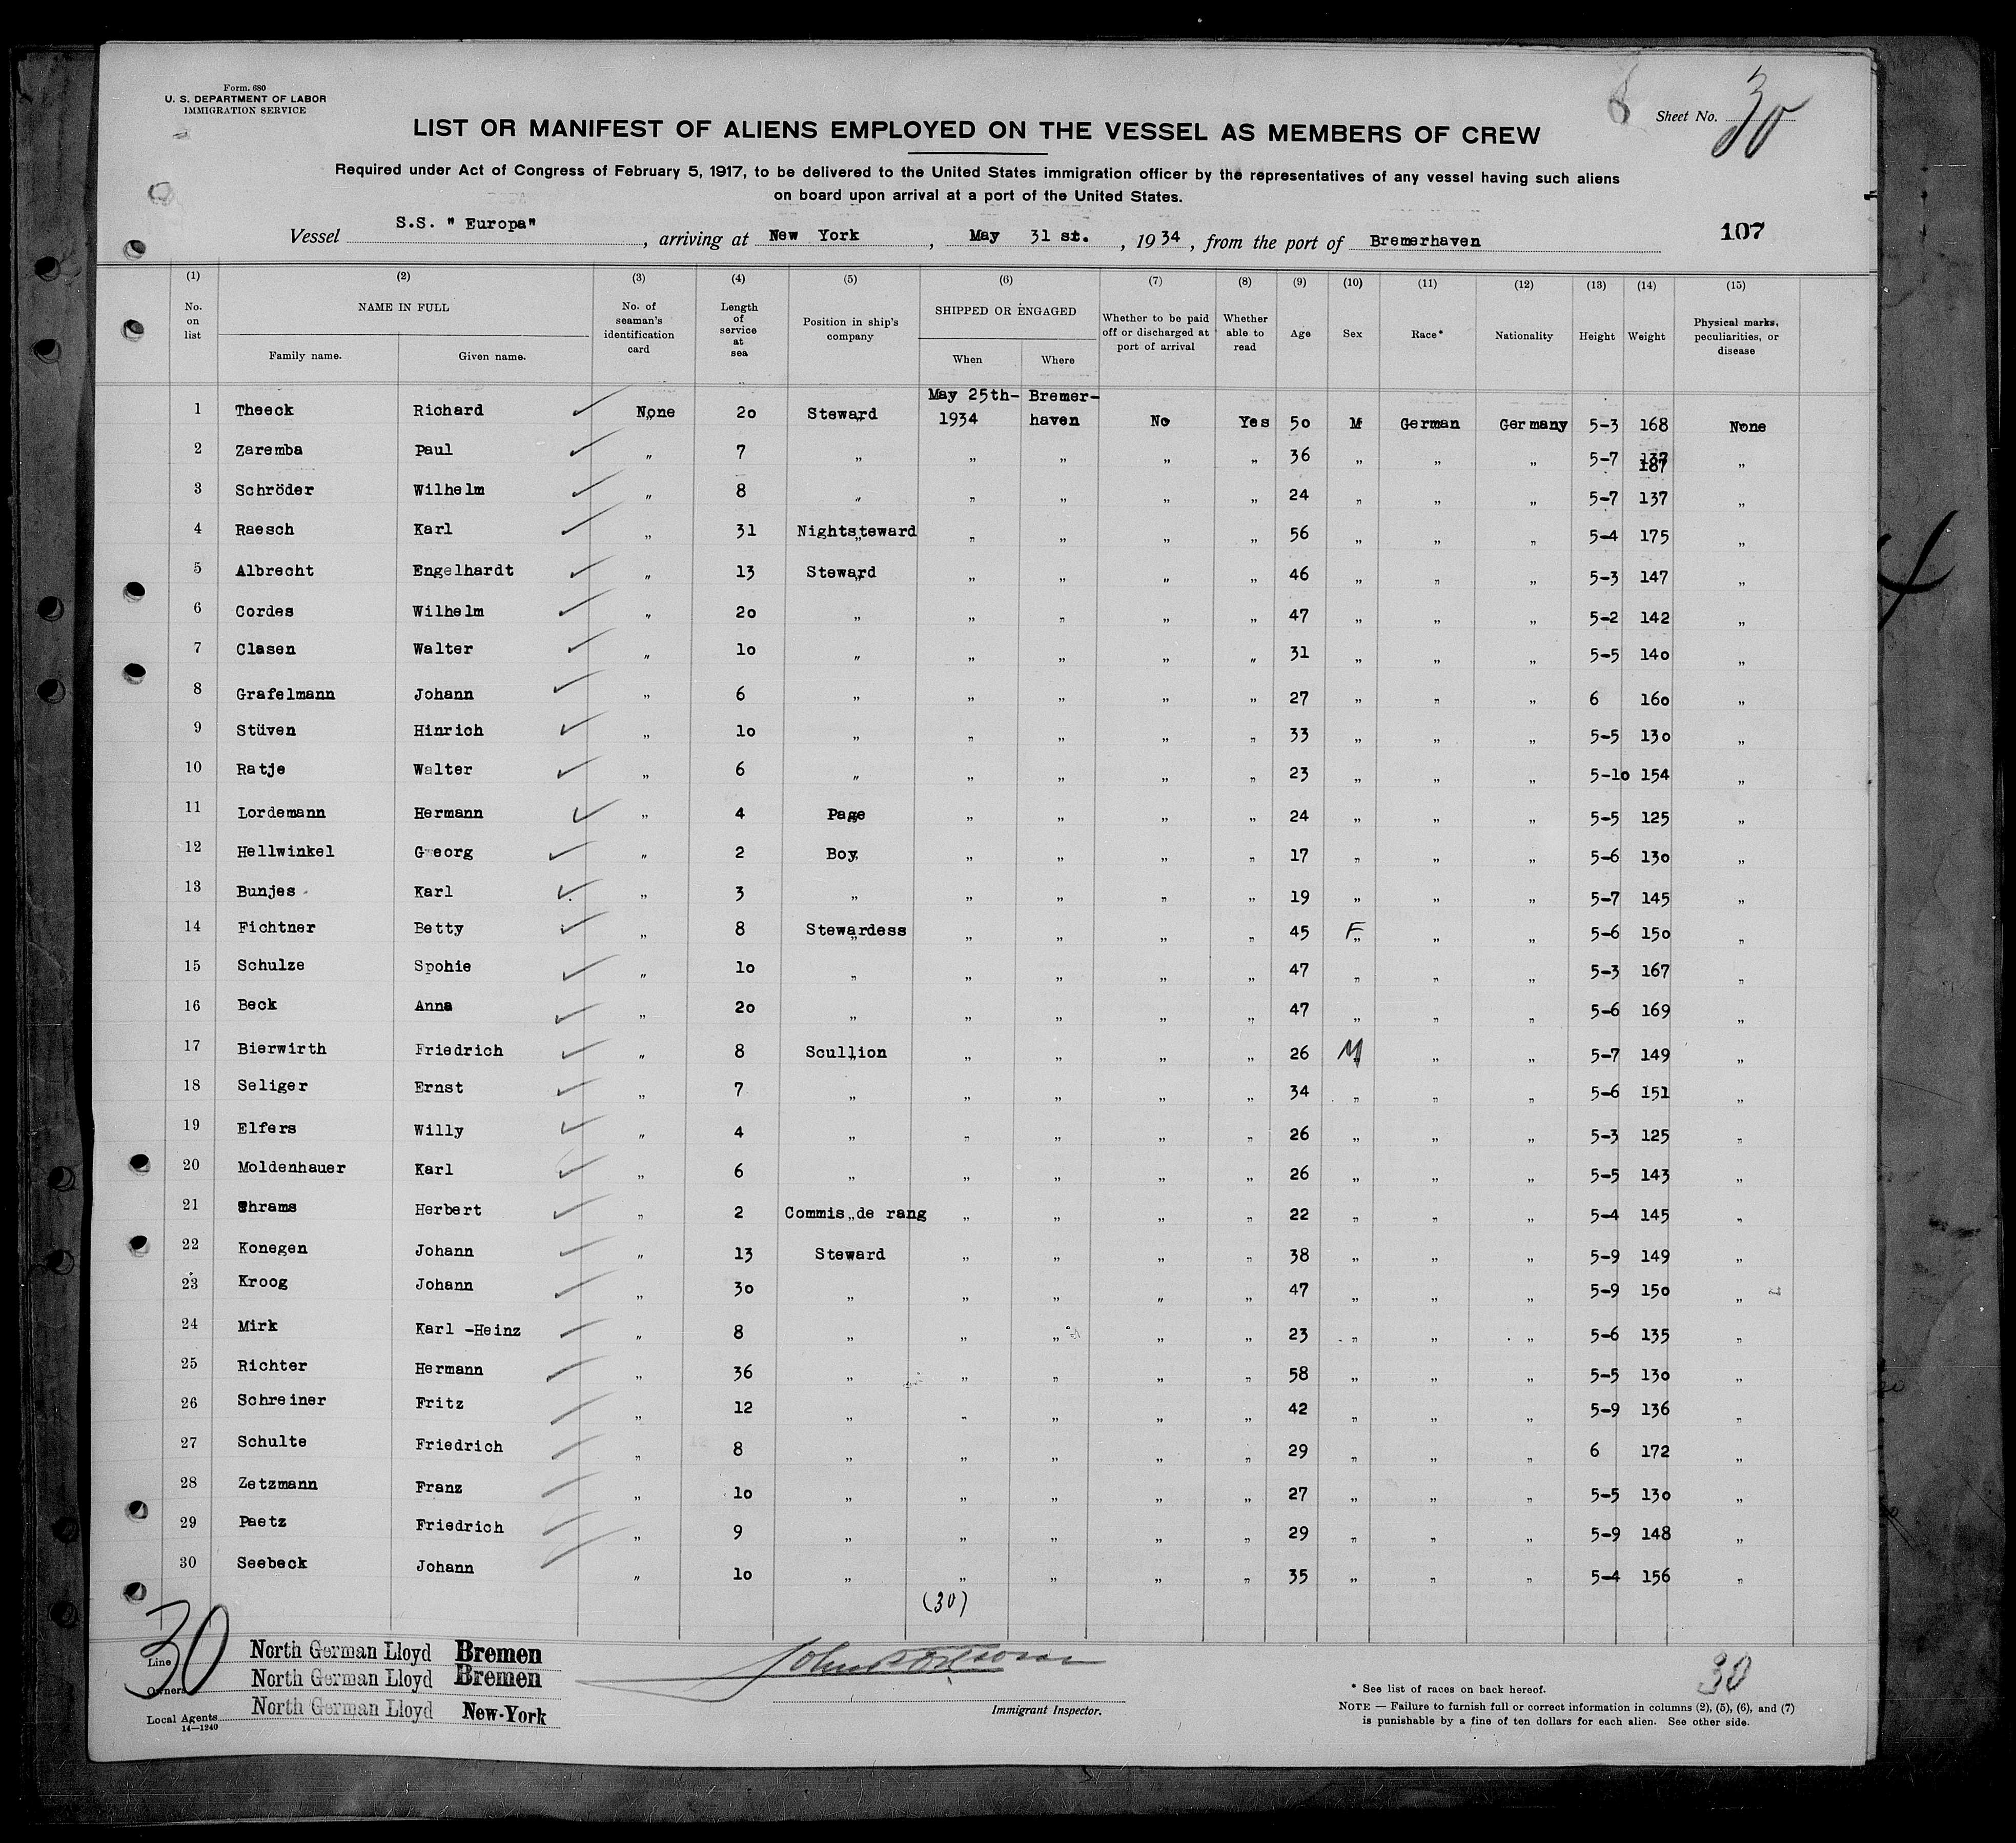 Form. 680
U. S. DEPARTMENT OF LABOR
IMMIGRATION SERVICE
Sheet No. 30
LIST OR MANIFEST OF ALIENS EMPLOYED ON THE VESSEL AS MEMBERS OF CREW
Required under Act of Congress of February 5, 1917, to be delivered to the United States immigration officer by the representatives of any vessel having such aliens
on board upon arrival at a port of the United States.
Vessel S.S. "Europa", arriving at New York, May 31 st., 1934, from the port of Bremerhaven
107
(1) (2) (3) (4) (5) (6) (7) (8) (9) (10) (11) (12) (13) (14) (15)
No. on list NAME IN FULL Family name. Given name. No. of seaman's identification card Length of service at sea Position in ship's company SHIPPED OR ENGAGED When Where Whether to be paid off or discharged at port of arrival Whether able to read Age Sex Race* Nationality Height Weight Physical marks, peculiarities, or disease
1 Theeck Richard None 20 Steward May 25th-1934 Bremer-haven No Yes 50 M German Germany 5-3 168 None
2 Zaremba Paul " 7 " " " " " 36 " " " 5-7 187 "
3 Schröder Wilhelm " 8 " " " " " 24 " " " 5-7 137 "
4 Raesch Karl " 31 Nightsteward " " " " 56 " " " 5-4 175 "
5 Albrecht Engelhardt " 13 Steward " " " " 46 " " " 5-3 147 "
6 Cordes Wilhelm " 20 " " " " " 47 " " " 5-2 142 "
7 Clasen Walter " 10 " " " " " 31 " " " 5-5 140 "
8 Grafelmann Johann " 6 " " " " " 27 " " " 6 160 "
9 Stüven Hinrich " 10 " " " " " 33 " " " 5-5 130 "
10 Ratje Walter " 6 " " " " " 23 " " " 5-10 154 "
11 Lordemann Hermann " 4 Page " " " " 24 " " " 5-5 125 "
12 Hellwinkel Georg " 2 Boy " " " " 17 " " " 5-6 130 "
13 Bunjes Karl " 3 " " " " " 19 " " " 5-7 145 "
14 Fichtner Betty " 8 Stewardess " " " " 45 F " " 5-6 150 "
15 Schulze Spohie " 10 " " " " " 47 " " " 5-3 167 "
16 Beck Anna " 20 " " " " " 47 " " " 5-6 169 "
17 Bierwirth Friedrich " 8 Scullion " " " " 26 M " " 5-7 149 "
18 Seliger Ernst " 7 " " " " " 34 " " " 5-6 151 "
19 Elfers Willy " 4 " " " " " 26 " " " 5-3 125 "
20 Moldenhauer Karl " 6 " " " " " 26 " " " 5-5 143 "
21 Thrams Herbert " 2 Commis de rang " " " " 22 " " " 5-4 145 "
22 Konegen Johann " 13 Steward " " " " 38 " " " 5-9 149 "
23 Kroog Johann " 30 " " " " " 47 " " " 5-9 150 "
24 Mirk Karl -Heinz " 8 " " " " " 23 " " " 5-6 135 "
25 Richter Hermann " 36 " " " " " 58 " " " 5-5 130 "
26 Schreiner Fritz " 12 " " " " " 42 " " " 5-9 136 "
27 Schulte Friedrich " 8 " " " " " 29 " " " 6 172 "
28 Zetzmann Franz " 10 " " " " " 27 " " " 5-5 130 "
29 Paetz Friedrich " 9 " " " " " 29 " " " 5-9 148 "
30 Seebeck Johann " 10 " " " " " 35 " " " 5-4 156 "
(30)
30
Line North German Lloyd Bremen
Owners North German Lloyd Bremen
Local Agents North German Lloyd New-York
14—1240
Immigrant Inspector.
30
* See list of races on back hereof.
NOTE — Failure to furnish full or correct information in columns (2), (5), (6), and (7)
is punishable by a fine of ten dollars for each alien. See other side.